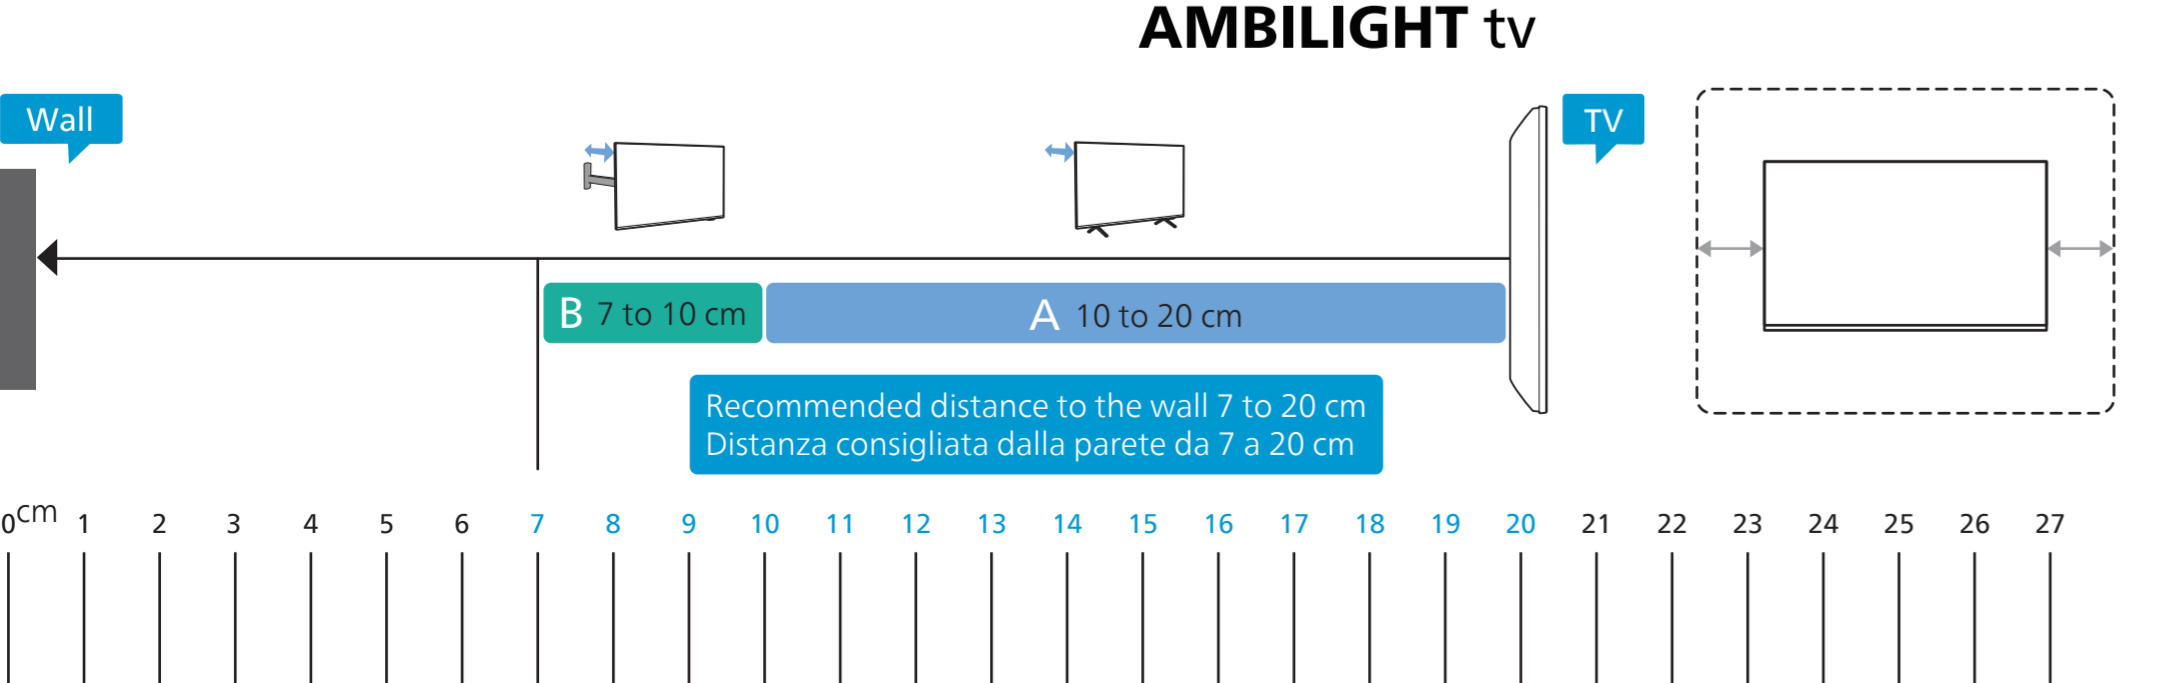 AMBILIGHT tv
Wall
TV
B 7 to 10 cm
A 10 to 20 cm
Recommended distance to the wall 7 to 20 cm
Distanza consigliata dalla parete da 7 a 20 cm
0cm 1 2 3 4 5 6 7 8 9 10 11 12 13 14 15 16 17 18 19 20 21 22 23 24 25 26 27